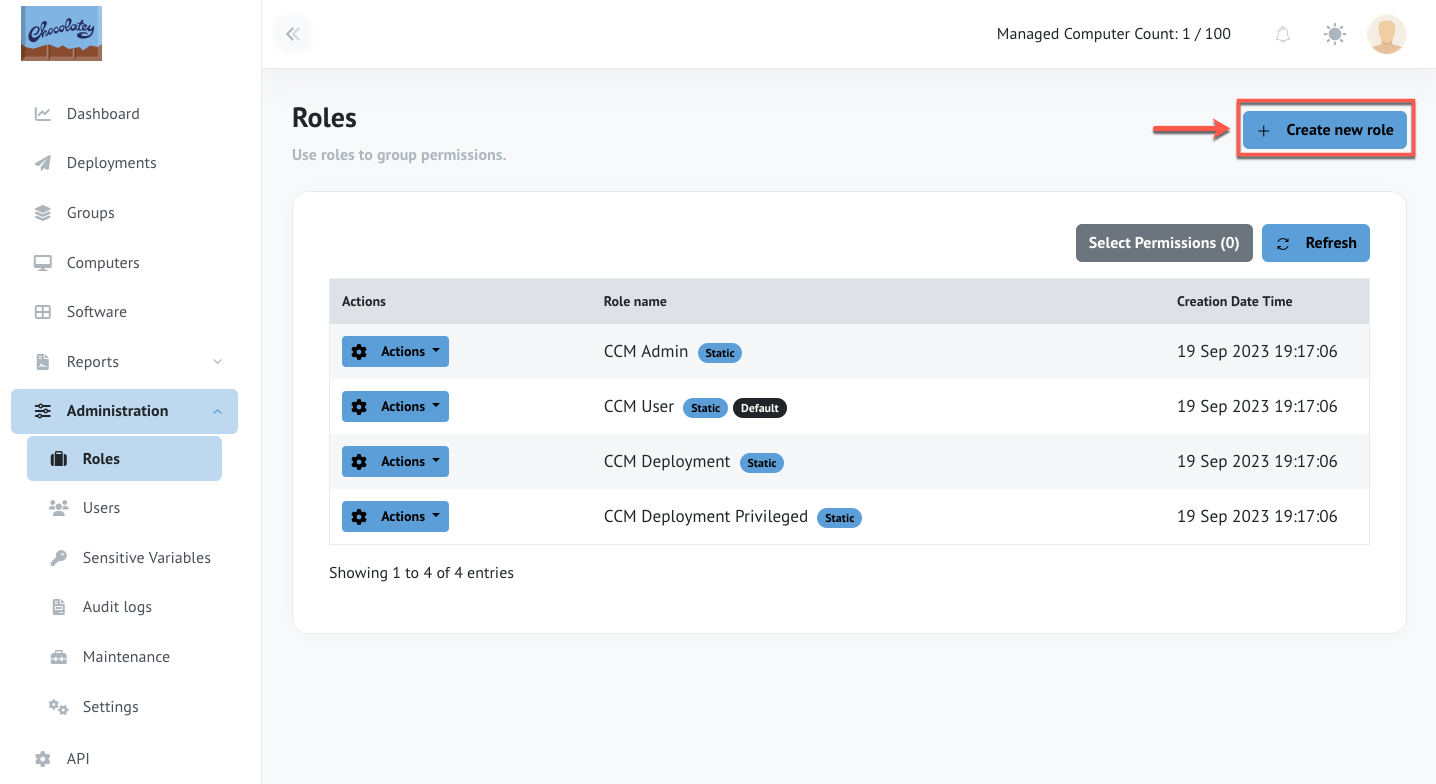 Chocolatey
Managed Computer Count: 1 / 100
Dashboard
Deployments
Groups
Computers
Software
Reports
Administration
Roles
Users
Sensitive Variables
Audit logs
Maintenance
Settings
API
Roles
Use roles to group permissions.
Create new role
Select Permissions (0) Refresh
Actions Role name Creation Date Time
Actions CCM Admin Static 19 Sep 2023 19:17:06
Actions CCM User Static Default 19 Sep 2023 19:17:06
Actions CCM Deployment Static 19 Sep 2023 19:17:06
Actions CCM Deployment Privileged Static 19 Sep 2023 19:17:06
Showing 1 to 4 of 4 entries